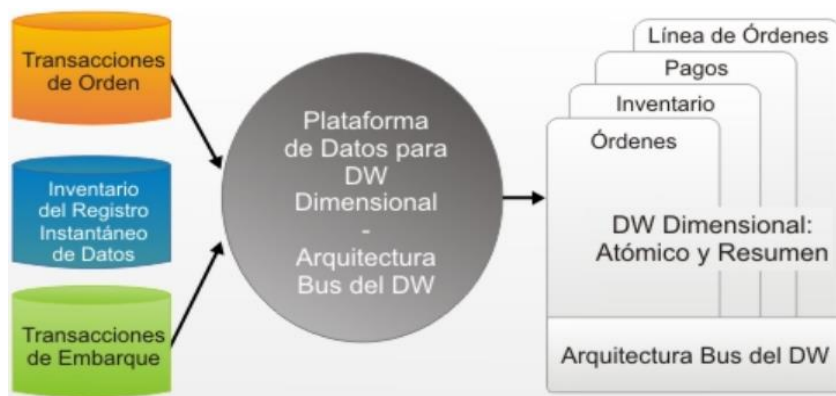 Transacciones
de Orden
Inventario
del Registro
Instantáneo
de Datos
Transacciones
de Embarque
Plataforma
de Datos para
DW
Dimensional
-
Arquitectura
Bus del DW
Línea de Órdenes
Pagos
Inventario
Órdenes
DW Dimensional:
Atómico y Resumen
Arquitectura Bus del DW